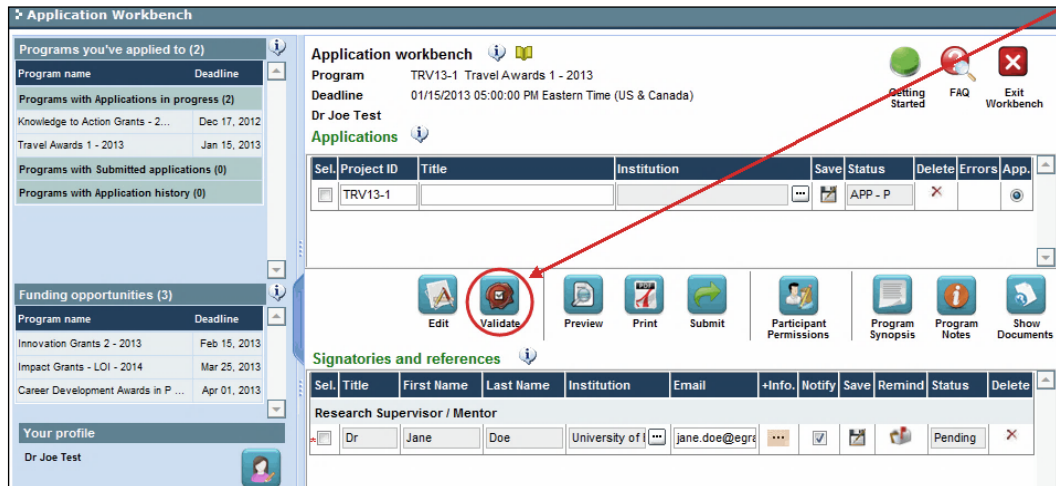 Application Workbench
Programs you've applied to (2)
Program name Deadline
Programs with Applications in progress (2)
Knowledge to Action Grants - 2... Dec 17, 2012
Travel Awards 1 - 2013 Jan 15, 2013
Programs with Submitted applications (0)
Programs with Application history (0)
Funding opportunities (3)
Program name Deadline
Innovation Grants 2 - 2013 Feb 15, 2013
Impact Grants - LOI - 2014 Mar 25, 2013
Career Development Awards in P ... Apr 01, 2013
Your profile
Dr Joe Test
Application workbench
Program TRV13-1 Travel Awards 1 - 2013
Deadline 01/15/2013 05:00:00 PM Eastern Time (US & Canada)
Dr Joe Test
Applications
Getting Started
FAQ
Exit Workbench
Sel. Project ID Title Institution Save Status Delete Errors App.
TRV13-1 ... APP - P
Edit Validate Preview Print Submit Participant Permissions Program Synopsis Program Notes Show Documents
Signatories and references
Sel. Title First Name Last Name Institution Email +Info. Notify Save Remind Status Delete
Research Supervisor / Mentor
Dr Jane Doe University of ... jane.doe@egra ... Pending